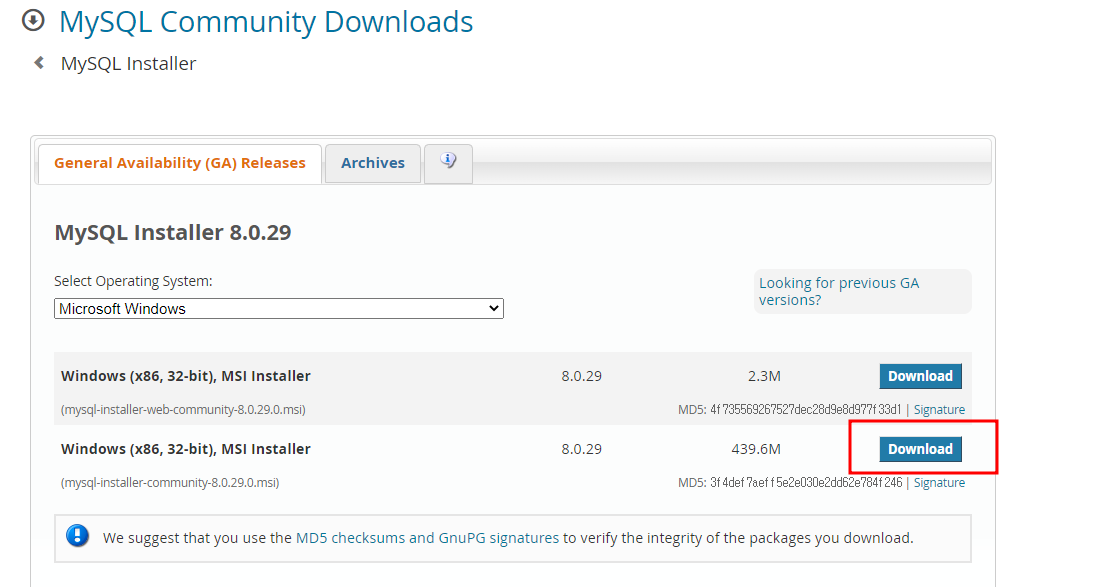 MySQL Community Downloads
MySQL Installer
General Availability (GA) Releases
Archives
MySQL Installer 8.0.29
Select Operating System:
Looking for previous GA
versions?
Microsoft Windows
Windows (x86, 32-bit), MSI Installer 8.0.29 2.3M Download
(mysql-installer-web-community-8.0.29.0.msi) MD5: 4f735569267527dec28d9e8d977f33d1 | Signature
Windows (x86, 32-bit), MSI Installer 8.0.29 439.6M Download
(mysql-installer-community-8.0.29.0.msi) MD5: 3f4def7aeff5e2e030e2dd62e784f246 | Signature
We suggest that you use the MD5 checksums and GnuPG signatures to verify the integrity of the packages you download.